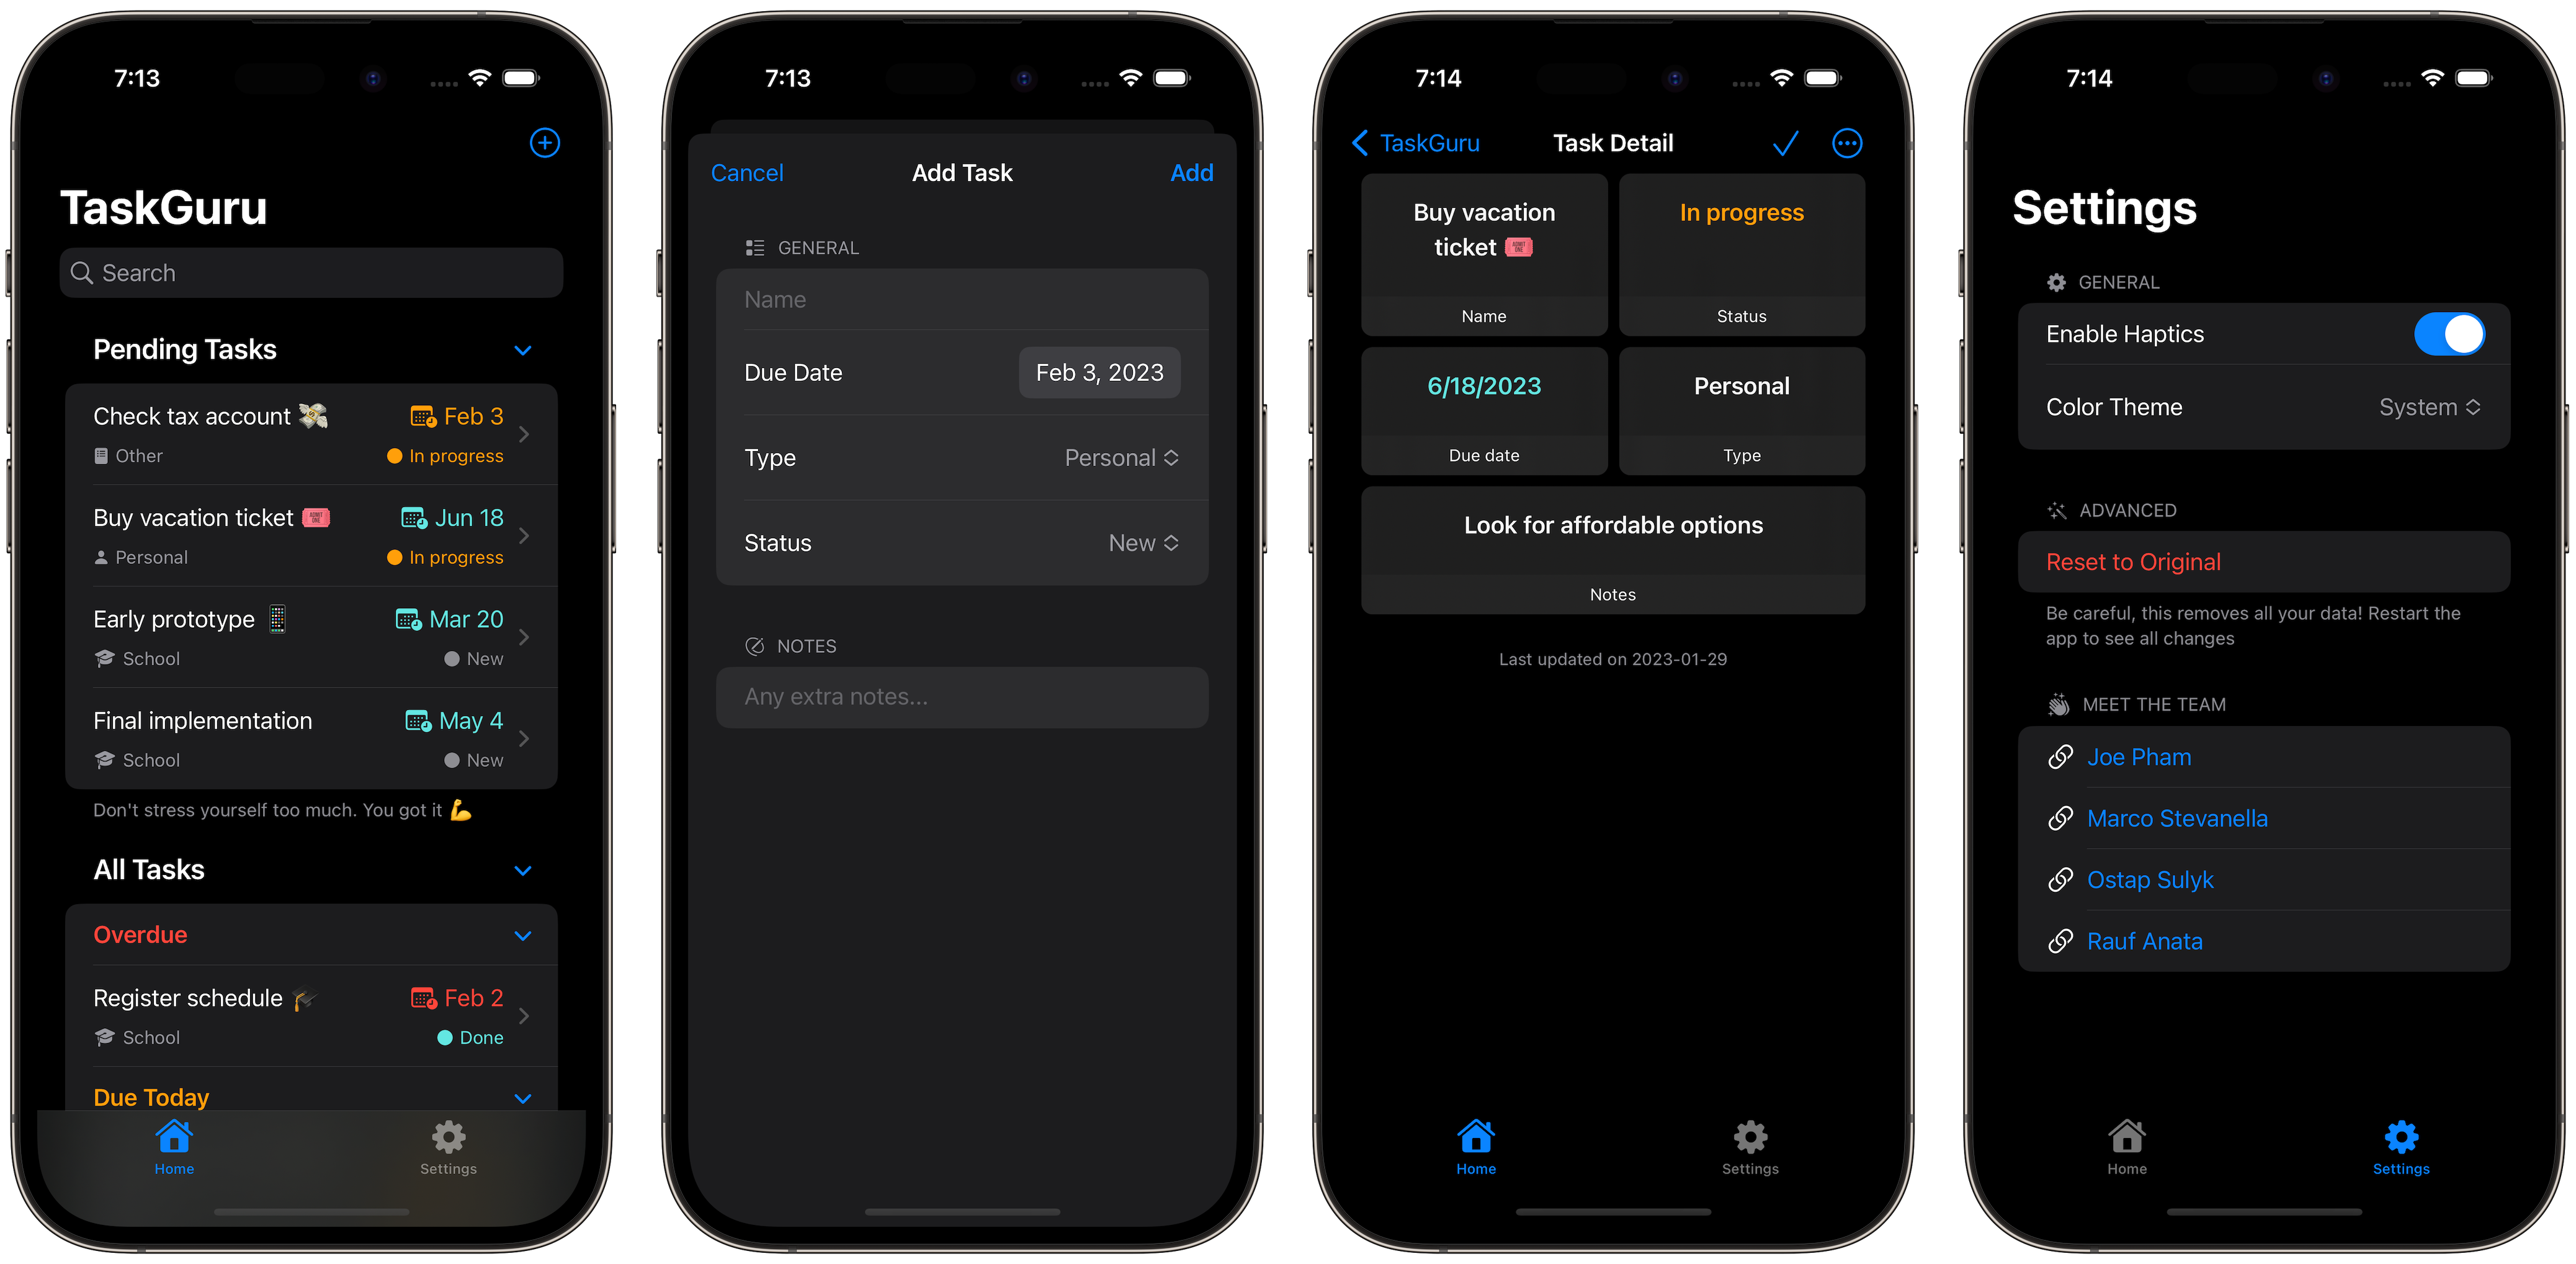 7:13
TaskGuru
Search
Pending Tasks
Check tax account 💸 Feb 3
Other In progress
Buy vacation ticket 🎟️ Jun 18
Personal In progress
Early prototype 📱 Mar 20
School New
Final implementation May 4
School New
Don't stress yourself too much. You got it 💪
All Tasks
Overdue
Register schedule 🎓 Feb 2
School Done
Due Today
Home Settings
7:13
Cancel Add Task Add
GENERAL
Name
Due Date Feb 3, 2023
Type Personal
Status New
NOTES
Any extra notes...
7:14
TaskGuru Task Detail
Buy vacation
ticket 🎟️
Name
In progress
Status
6/18/2023
Due date
Personal
Type
Look for affordable options
Notes
Last updated on 2023-01-29
Home Settings
7:14
Settings
GENERAL
Enable Haptics
Color Theme System
ADVANCED
Reset to Original
Be careful, this removes all your data! Restart the
app to see all changes
MEET THE TEAM
Joe Pham
Marco Stevanella
Ostap Sulyk
Rauf Anata
Home Settings